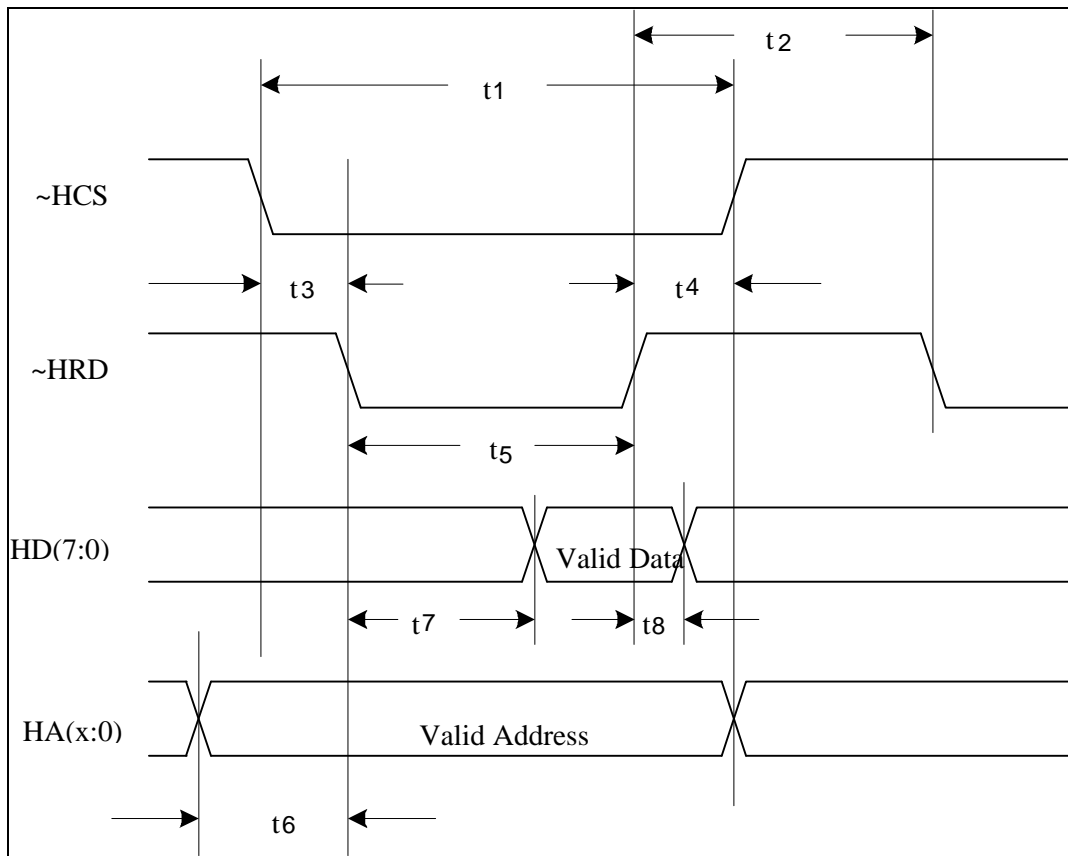 t2
t1
~HCS
t3
t4
~HRD
t5
HD(7:0)
Valid Data
t7
t8
HA(x:0)
Valid Address
t6